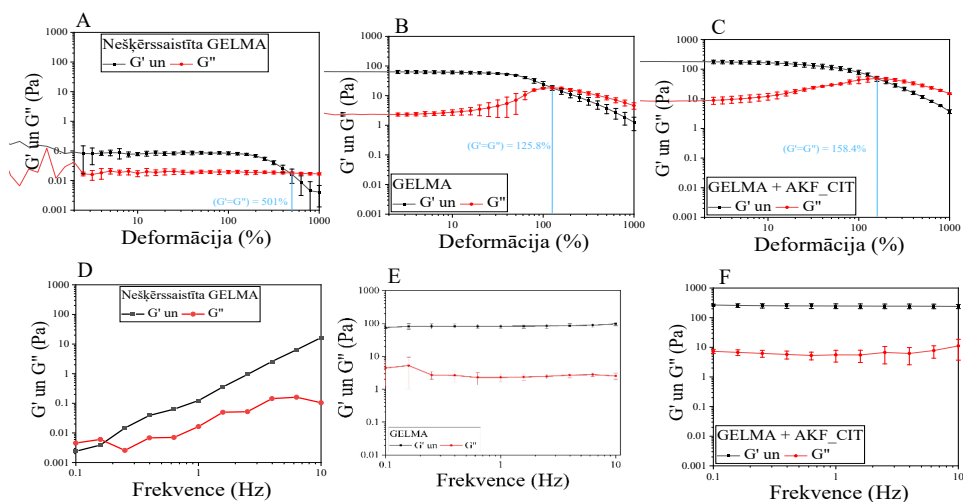 A
G' un G'' (Pa)
100
10
1
0.1
0.01
0.001
Nešķērssaistīta GELMA
G' un G''
(G'=G'') = 501%
10 100 1000
Deformācija (%)
B
G' un G'' (Pa)
100
10
1
0.1
0.01
0.001
(G'=G'') = 125.8%
GELMA
G' un G''
10 100 1000
Deformācija (%)
C
G' un G'' (Pa)
100
10
1
0.1
0.01
0.001
(G'=G'') = 158.4%
GELMA + AKF_CIT
G' un G''
10 100 1000
Deformācija (%)
D
G' un G'' (Pa)
100
10
1
0.1
0.01
0.001
Nešķērssaistīta GELMA
G' un G''
0.1 1 10
Frekvence (Hz)
E
G' un G'' (Pa)
100
10
1
0.1
0.01
0.001
GELMA
G' un G''
0.1 1 10
Frekvence (Hz)
F
G' un G'' (Pa)
100
10
1
0.1
0.01
0.001
GELMA + AKF_CIT
G' un G''
0.1 1 10
Frekvence (Hz)